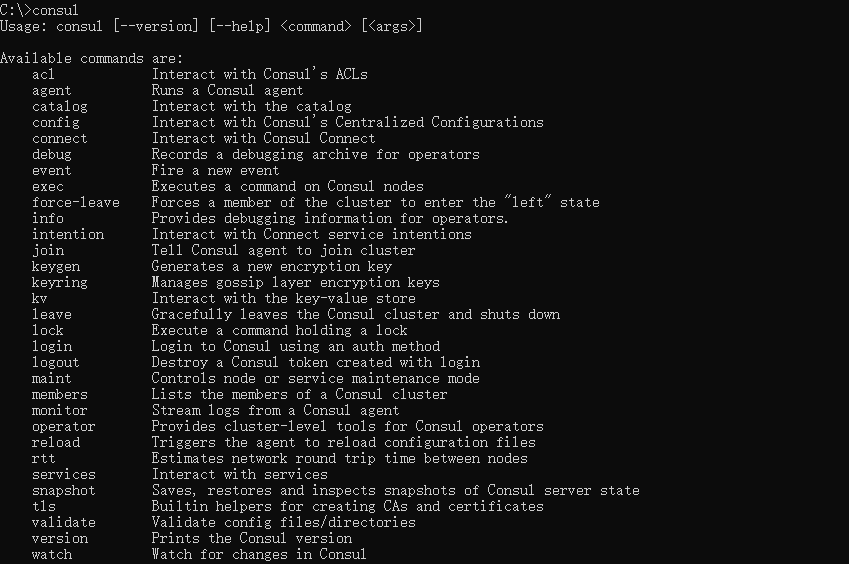 C:\>consul
Usage: consul [--version] [--help] <command> [<args>]

Available commands are:
    acl            Interact with Consul's ACLs
    agent          Runs a Consul agent
    catalog        Interact with the catalog
    config         Interact with Consul's Centralized Configurations
    connect        Interact with Consul Connect
    debug          Records a debugging archive for operators
    event          Fire a new event
    exec           Executes a command on Consul nodes
    force-leave    Forces a member of the cluster to enter the "left" state
    info           Provides debugging information for operators.
    intention      Interact with Connect service intentions
    join           Tell Consul agent to join cluster
    keygen         Generates a new encryption key
    keyring        Manages gossip layer encryption keys
    kv             Interact with the key-value store
    leave          Gracefully leaves the Consul cluster and shuts down
    lock           Execute a command holding a lock
    login          Login to Consul using an auth method
    logout         Destroy a Consul token created with login
    maint          Controls node or service maintenance mode
    members        Lists the members of a Consul cluster
    monitor        Stream logs from a Consul agent
    operator       Provides cluster-level tools for Consul operators
    reload         Triggers the agent to reload configuration files
    rtt            Estimates network round trip time between nodes
    services       Interact with services
    snapshot       Saves, restores and inspects snapshots of Consul server state
    tls            Builtin helpers for creating CAs and certificates
    validate       Validate config files/directories
    version        Prints the Consul version
    watch          Watch for changes in Consul